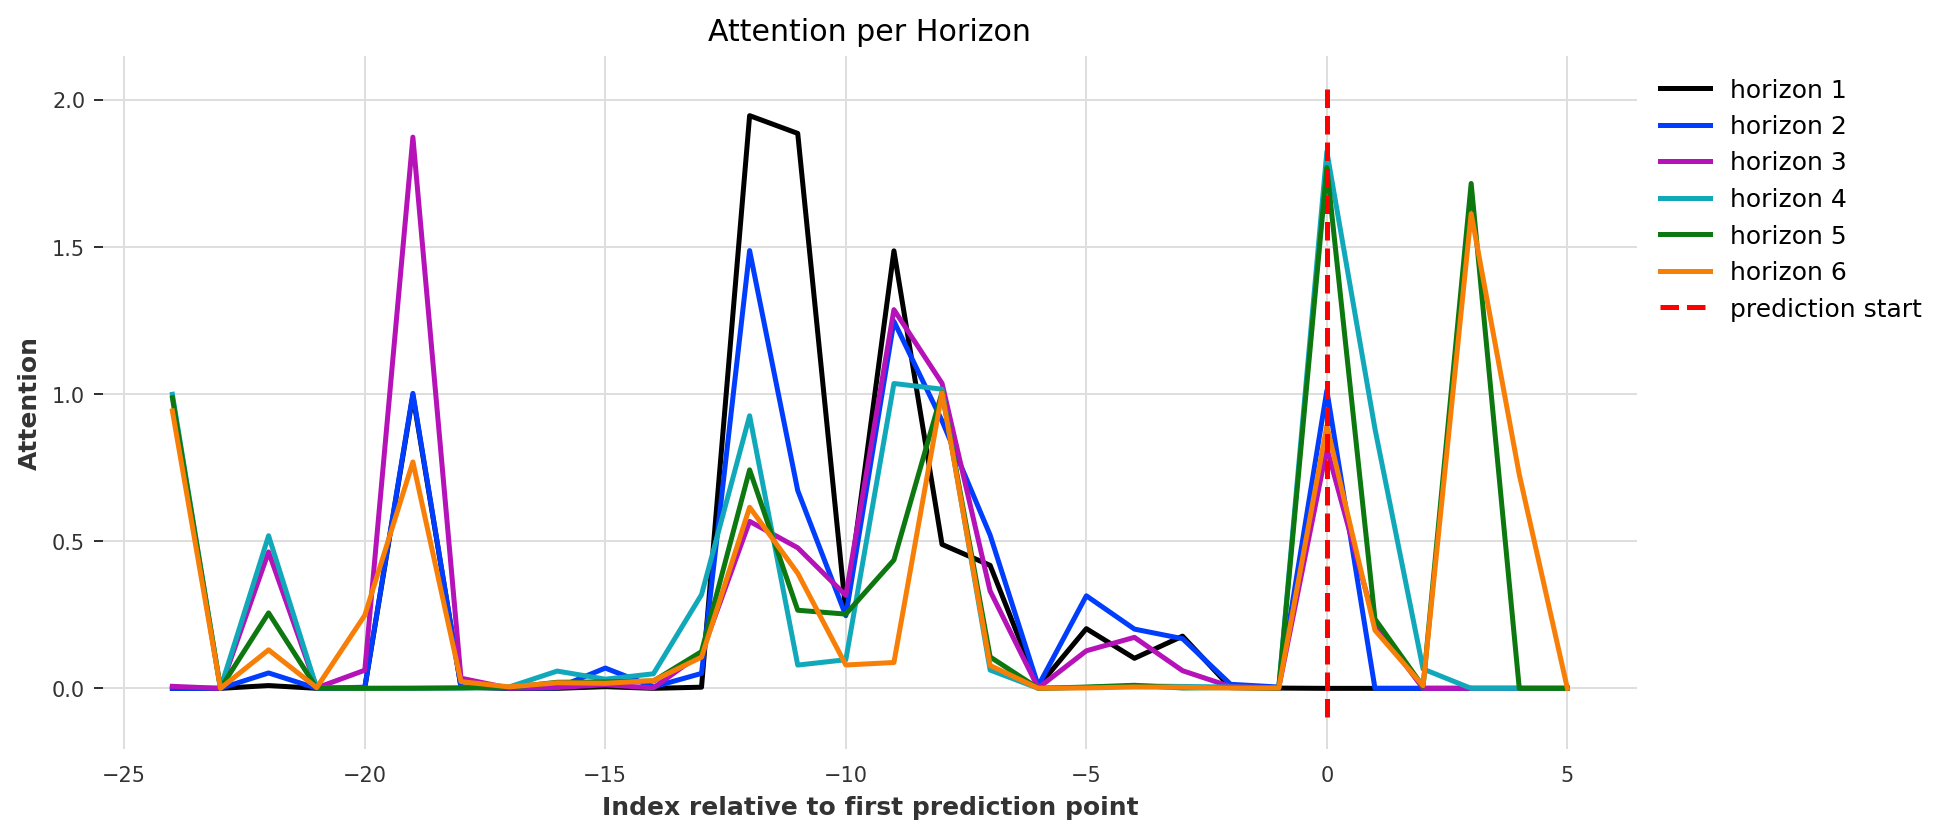 Attention per Horizon
2.0
1.5
1.0
0.5
0.0
Attention
−25
−20
−15
−10
−5
0
5
Index relative to first prediction point
horizon 1
horizon 2
horizon 3
horizon 4
horizon 5
horizon 6
prediction start